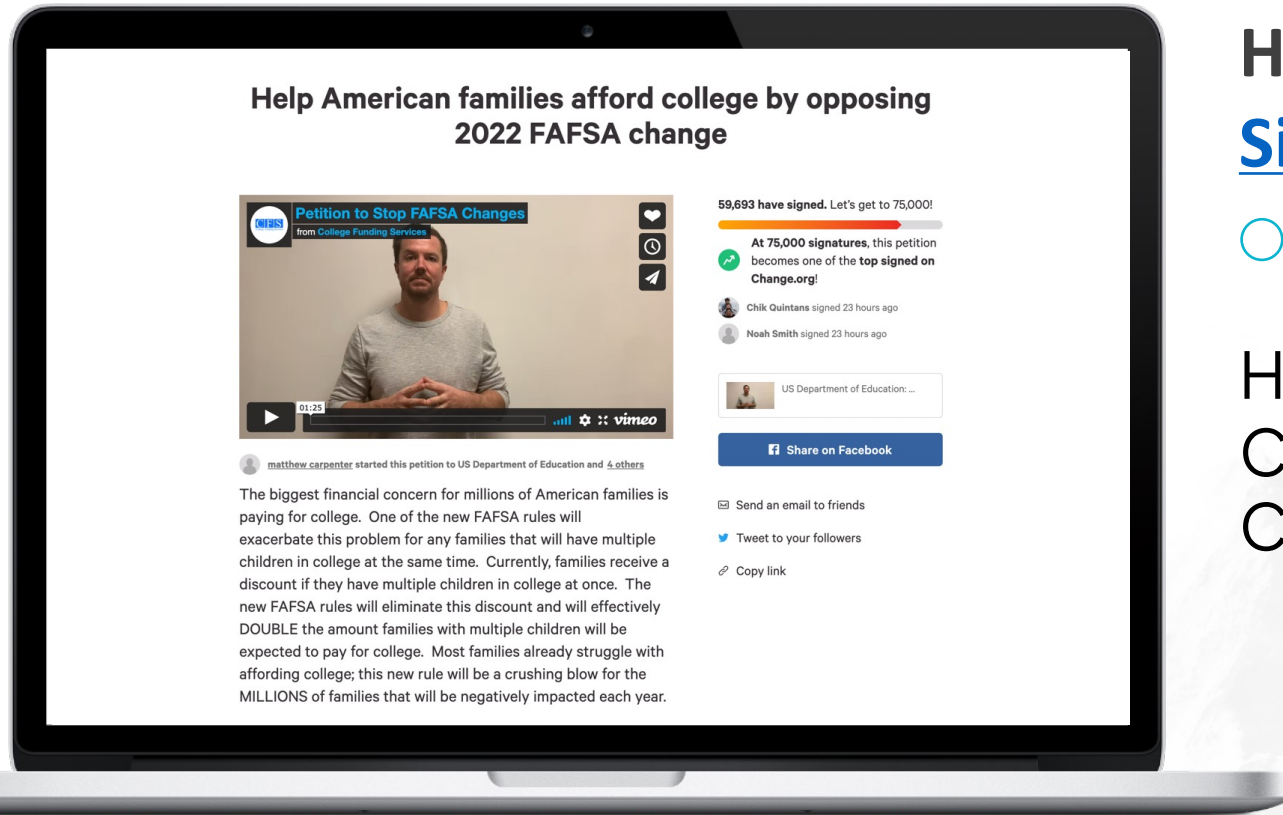 Help American families afford college by opposing
2022 FAFSA change
CFS
Petition to Stop FAFSA Changes
from College Funding Services
01:25
vimeo
matthew carpenter started this petition to US Department of Education and 4 others
The biggest financial concern for millions of American families is
paying for college. One of the new FAFSA rules will
exacerbate this problem for any families that will have multiple
children in college at the same time. Currently, families receive a
discount if they have multiple children in college at once. The
new FAFSA rules will eliminate this discount and will effectively
DOUBLE the amount families with multiple children will be
expected to pay for college. Most families already struggle with
affording college; this new rule will be a crushing blow for the
MILLIONS of families that will be negatively impacted each year.
59,693 have signed. Let's get to 75,000!
At 75,000 signatures, this petition
becomes one of the top signed on
Change.org!
Chik Quintans signed 23 hours ago
Noah Smith signed 23 hours ago
US Department of Education: ...
Share on Facebook
Send an email to friends
Tweet to your followers
Copy link
H
Si
H
C
C